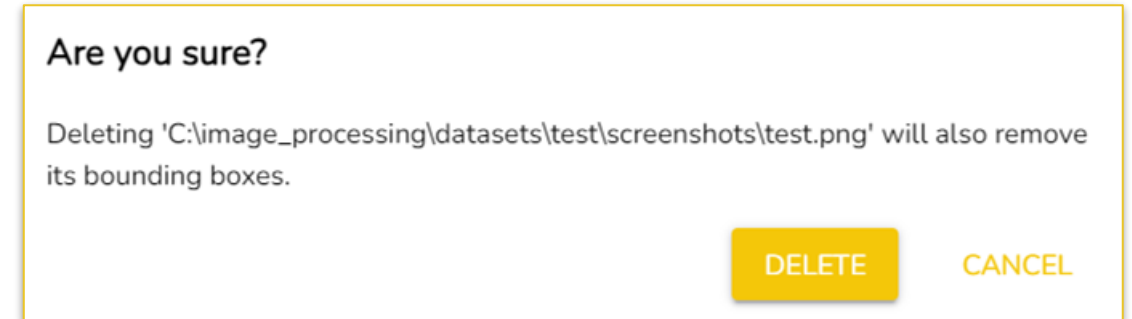 Are you sure?
Deleting 'C:\image_processing\datasets\test\screenshots\test.png' will also remove
its bounding boxes.
DELETE CANCEL